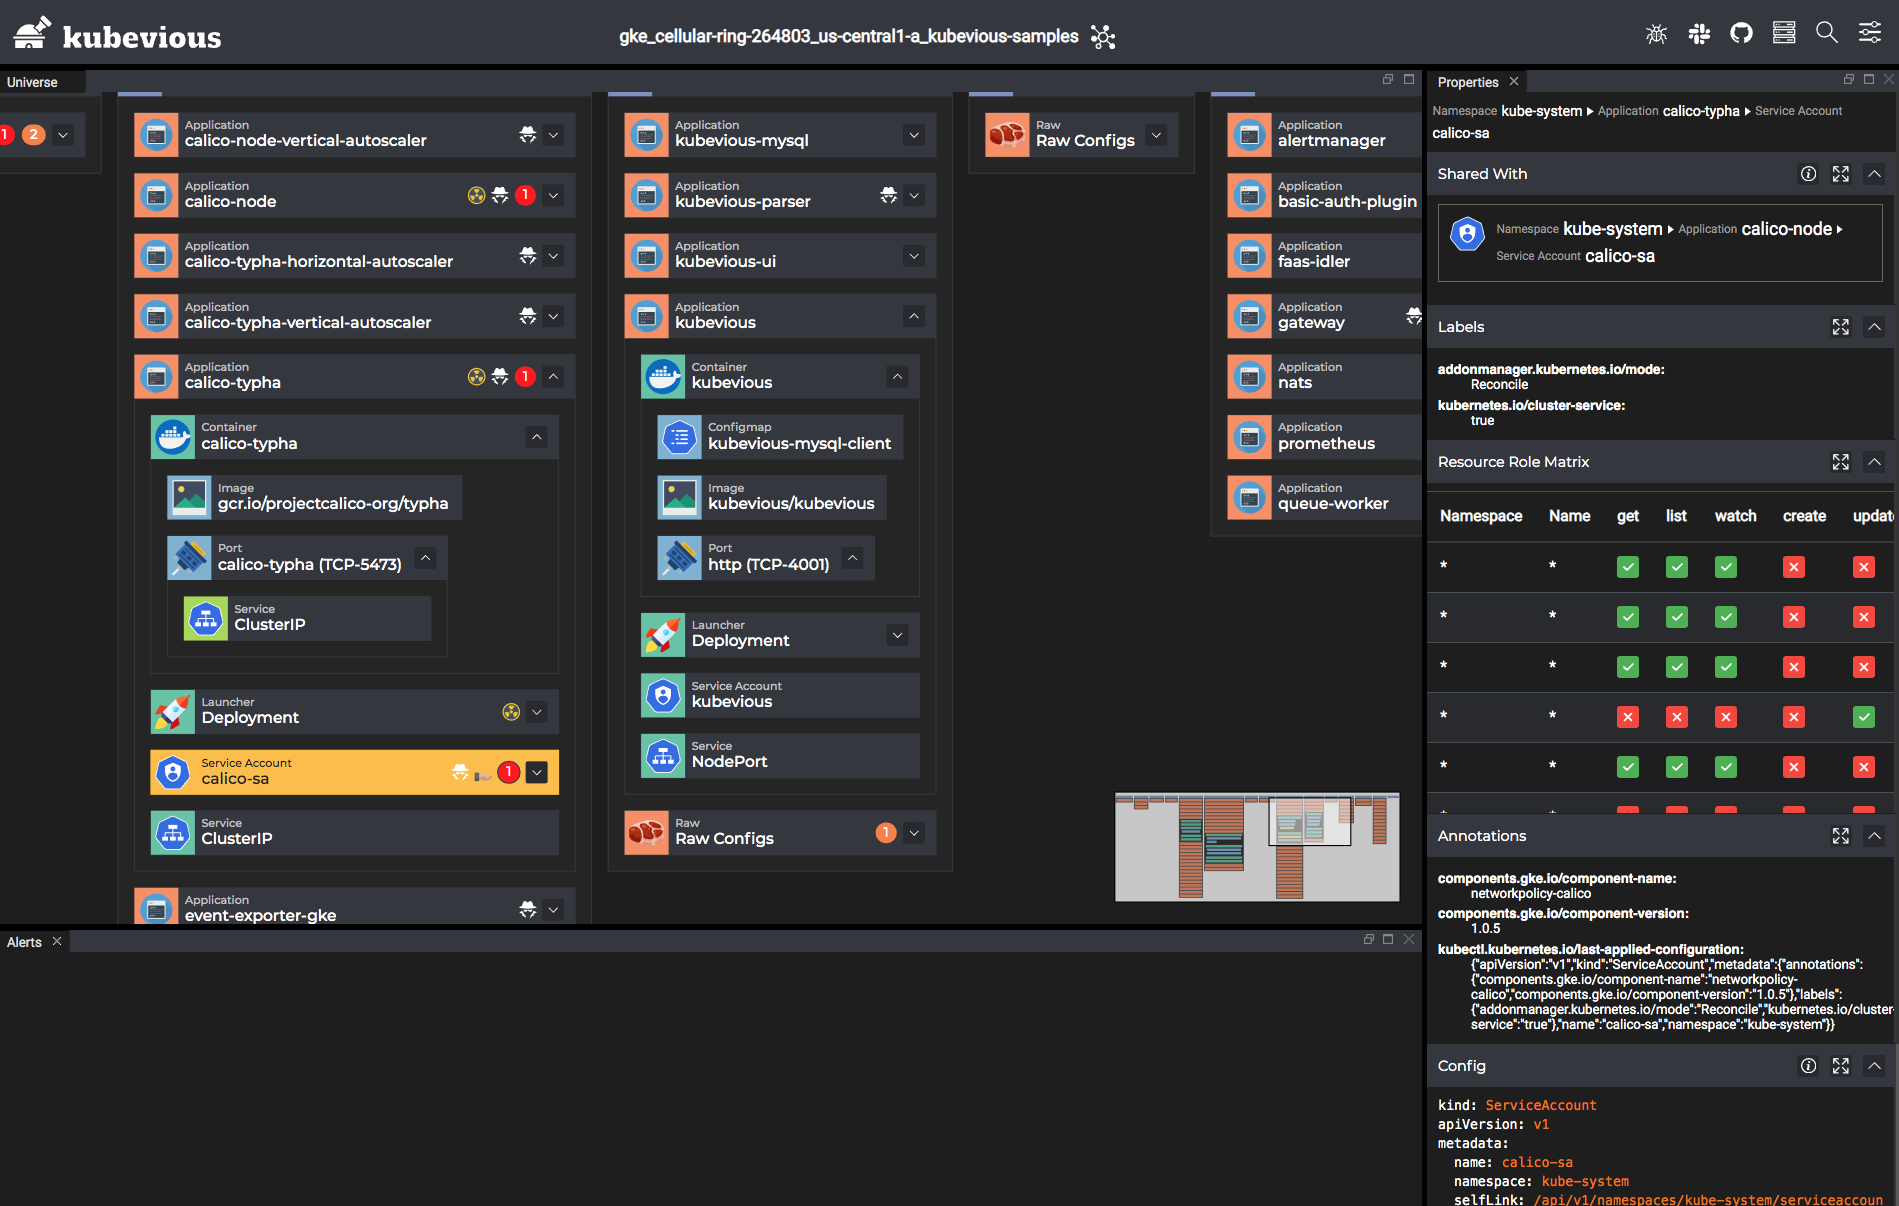 kubevious
gke_cellular-ring-264803_us-central1-a_kubevious-samples
Universe
1 2
Application
calico-node-vertical-autoscaler
Application
calico-node
1
Application
calico-typha-horizontal-autoscaler
Application
calico-typha-vertical-autoscaler
Application
calico-typha
1
Container
calico-typha
Image
gcr.io/projectcalico-org/typha
Port
calico-typha (TCP-5473)
Service
ClusterIP
Launcher
Deployment
Service Account
calico-sa
1
Service
ClusterIP
Application
event-exporter-gke
Application
kubevious-mysql
Application
kubevious-parser
Application
kubevious-ui
Application
kubevious
Container
kubevious
Configmap
kubevious-mysql-client
Image
kubevious/kubevious
Port
http (TCP-4001)
Launcher
Deployment
Service Account
kubevious
Service
NodePort
Raw
Raw Configs
1
Raw
Raw Configs
Application
alertmanager
Application
basic-auth-plugin
Application
faas-idler
Application
gateway
Application
nats
Application
prometheus
Application
queue-worker
Alerts
Properties
Namespace kube-system Application calico-typha Service Account
calico-sa
Shared With
Namespace kube-system Application calico-node
Service Account calico-sa
Labels
addonmanager.kubernetes.io/mode:
Reconcile
kubernetes.io/cluster-service:
true
Resource Role Matrix
Namespace Name get list watch create updat
* *
* *
* *
* *
* *
Annotations
components.gke.io/component-name:
networkpolicy-calico
components.gke.io/component-version:
1.0.5
kubectl.kubernetes.io/last-applied-configuration:
{"apiVersion":"v1","kind":"ServiceAccount","metadata":{"annotations":
{"components.gke.io/component-name":"networkpolicy-
calico","components.gke.io/component-version":"1.0.5"},"labels":
{"addonmanager.kubernetes.io/mode":"Reconcile","kubernetes.io/cluster-
service":"true"},"name":"calico-sa","namespace":"kube-system"}}
Config
kind: ServiceAccount
apiVersion: v1
metadata:
name: calico-sa
namespace: kube-system
selfLink: /api/v1/namespaces/kube-system/serviceaccoun